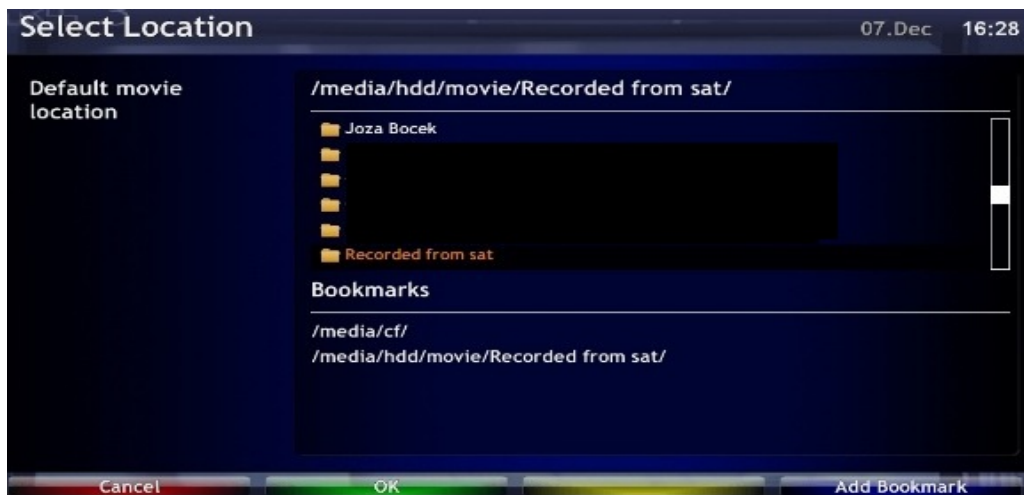 Select Location
07.Dec 16:28
Default movie
location
/media/hdd/movie/Recorded from sat/
Joza Bocek
Recorded from sat
Bookmarks
/media/cf/
/media/hdd/movie/Recorded from sat/
Cancel OK Add Bookmark